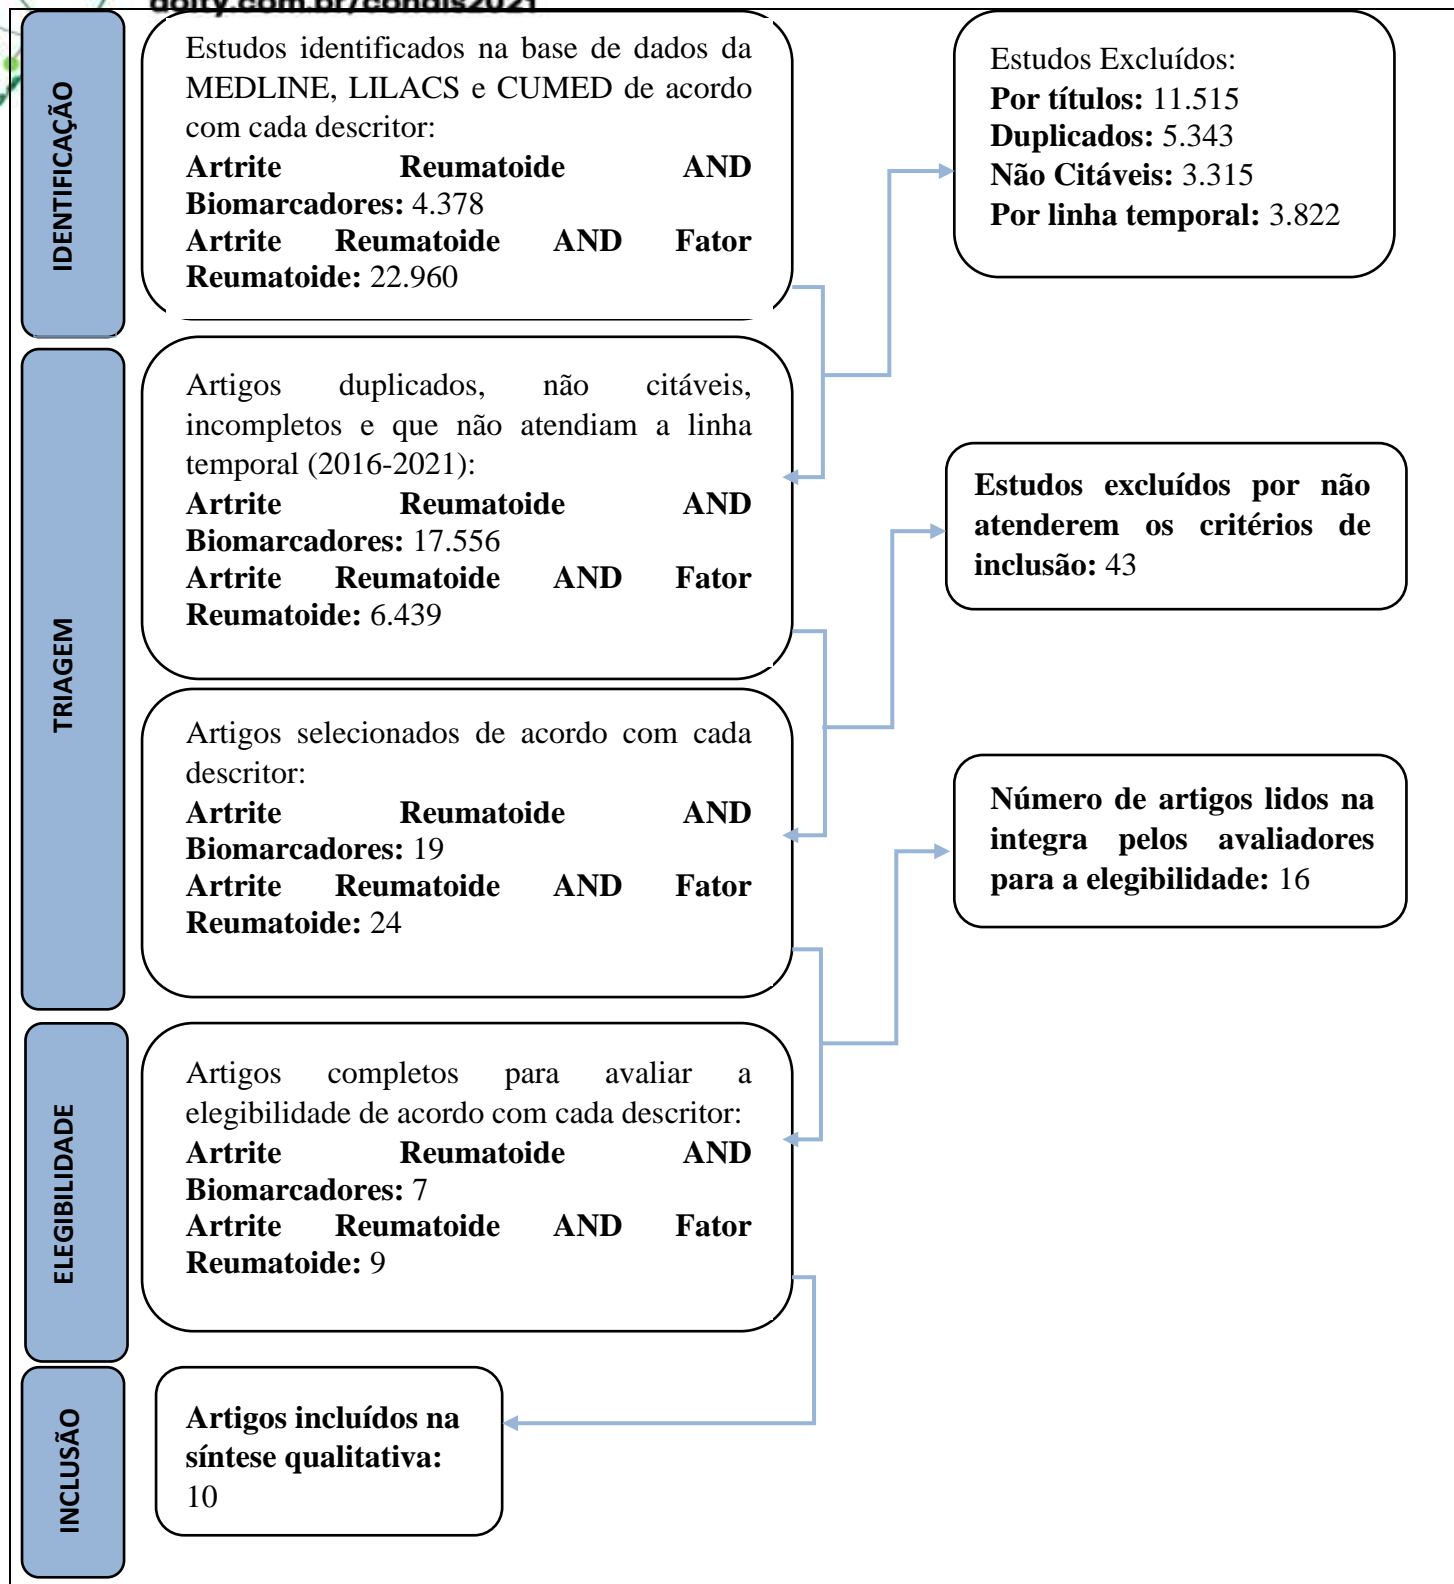 doity.com.br/condis2021
IDENTIFICAÇÃO
Estudos identificados na base de dados da
MEDLINE, LILACS e CUMED de acordo
com cada descritor:
Artrite Reumatoide AND
Biomarcadores: 4.378
Artrite Reumatoide AND Fator
Reumatoide: 22.960
Estudos Excluídos:
Por títulos: 11.515
Duplicados: 5.343
Não Citáveis: 3.315
Por linha temporal: 3.822
TRIAGEM
Artigos duplicados, não citáveis,
incompletos e que não atendiam a linha
temporal (2016-2021):
Artrite Reumatoide AND
Biomarcadores: 17.556
Artrite Reumatoide AND Fator
Reumatoide: 6.439
Estudos excluídos por não
atenderem os critérios de
inclusão: 43
Artigos selecionados de acordo com cada
descritor:
Artrite Reumatoide AND
Biomarcadores: 19
Artrite Reumatoide AND Fator
Reumatoide: 24
Número de artigos lidos na
integra pelos avaliadores
para a elegibilidade: 16
ELEGIBILIDADE
Artigos completos para avaliar a
elegibilidade de acordo com cada descritor:
Artrite Reumatoide AND
Biomarcadores: 7
Artrite Reumatoide AND Fator
Reumatoide: 9
INCLUSÃO
Artigos incluídos na
síntese qualitativa:
10